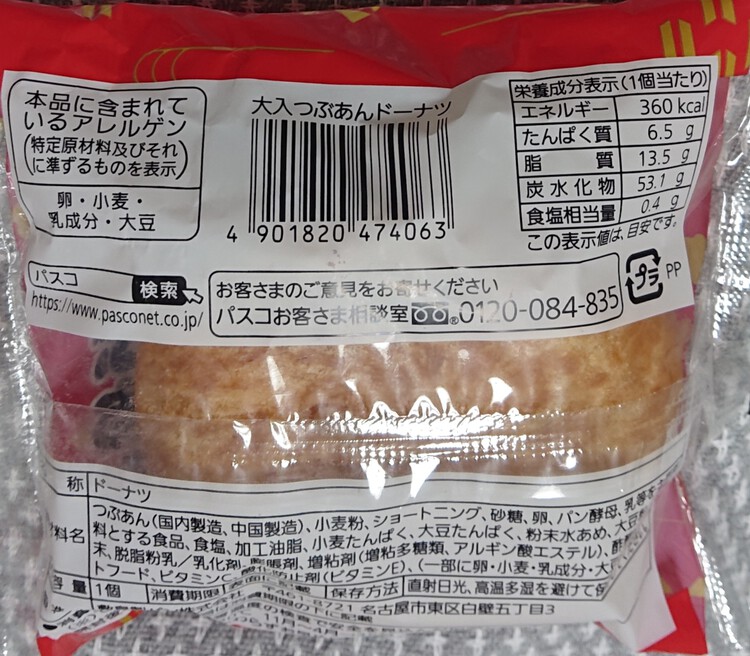 本品に含まれて
いるアレルゲン
(特定原材料及びそれ
に準ずるものを表示)
卵・小麦・
乳成分・大豆
大入つぶあんドーナツ
4 901820 474063
栄養成分表示(1個当たり)
エネルギー 360 kcal
たんぱく質 6.5 g
脂質 13.5 g
炭水化物 53.1 g
食塩相当量 0.4 g
この表示値は、目安です。
パスコ 検索
https://www.pasconet.co.jp/
お客さまのご意見をお寄せください
パスコお客さま相談室 0120-084-835
プラ PP
称 ドーナツ
つぶあん(国内製造、中国製造)、小麦粉、ショートニング、砂糖、卵、パン酵母、乳等を
料名 料とする食品、食塩、加工油脂、小麦たんぱく、大豆たんぱく、粉末水あめ、大豆
末、脱脂粉乳/乳化剤、膨脹剤、増粘剤(増粘多糖類、アルギン酸エステル)、
トフード、ビタミンC、酸化防止剤(ビタミンE)、(一部に卵・小麦・乳成分・大
容量 1個 消費期限 保存方法 直射日光、高温多湿を避けて
名古屋市東区白壁五丁目3